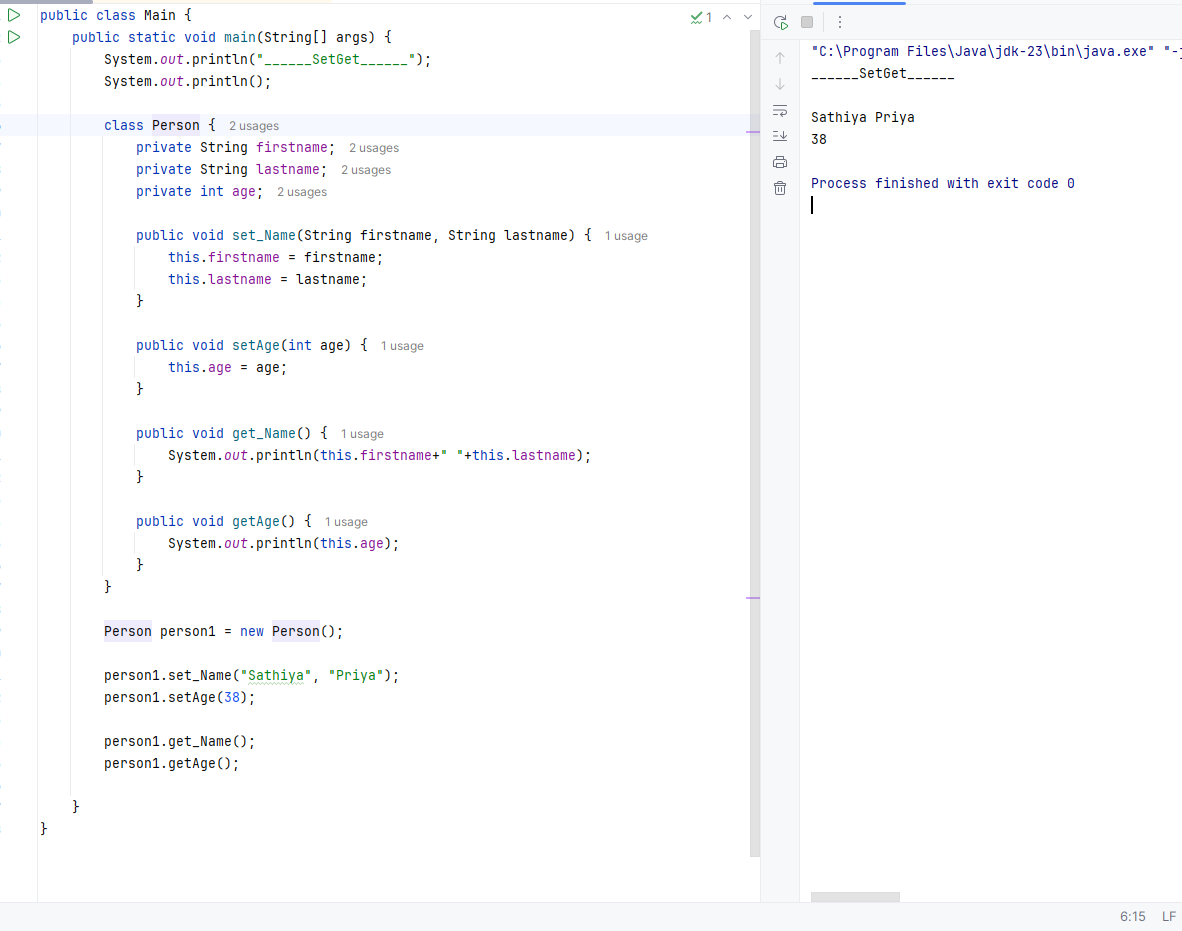 public class Main {
1
public static void main(String[] args) {
System.out.println("______SetGet______");
System.out.println();
class Person { 2 usages
private String firstname; 2 usages
private String lastname; 2 usages
private int age; 2 usages
public void set_Name(String firstname, String lastname) { 1 usage
this.firstname = firstname;
this.lastname = lastname;
}
public void setAge(int age) { 1 usage
this.age = age;
}
public void get_Name() { 1 usage
System.out.println(this.firstname+" "+this.lastname);
}
public void getAge() { 1 usage
System.out.println(this.age);
}
}
Person person1 = new Person();
person1.set_Name("Sathiya", "Priya");
person1.setAge(38);
person1.get_Name();
person1.getAge();
}
}
"C:\Program Files\Java\jdk-23\bin\java.exe" "-j
______SetGet______
Sathiya Priya
38
Process finished with exit code 0
6:15 LF